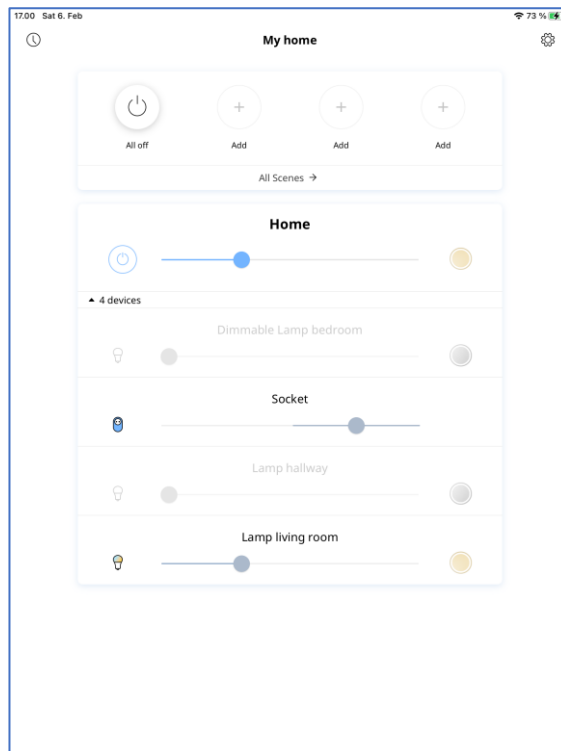 17.00 Sat 6. Feb 73 %
My home
All off Add Add Add
All Scenes →
Home
4 devices
Dimmable Lamp bedroom
Socket
Lamp hallway
Lamp living room